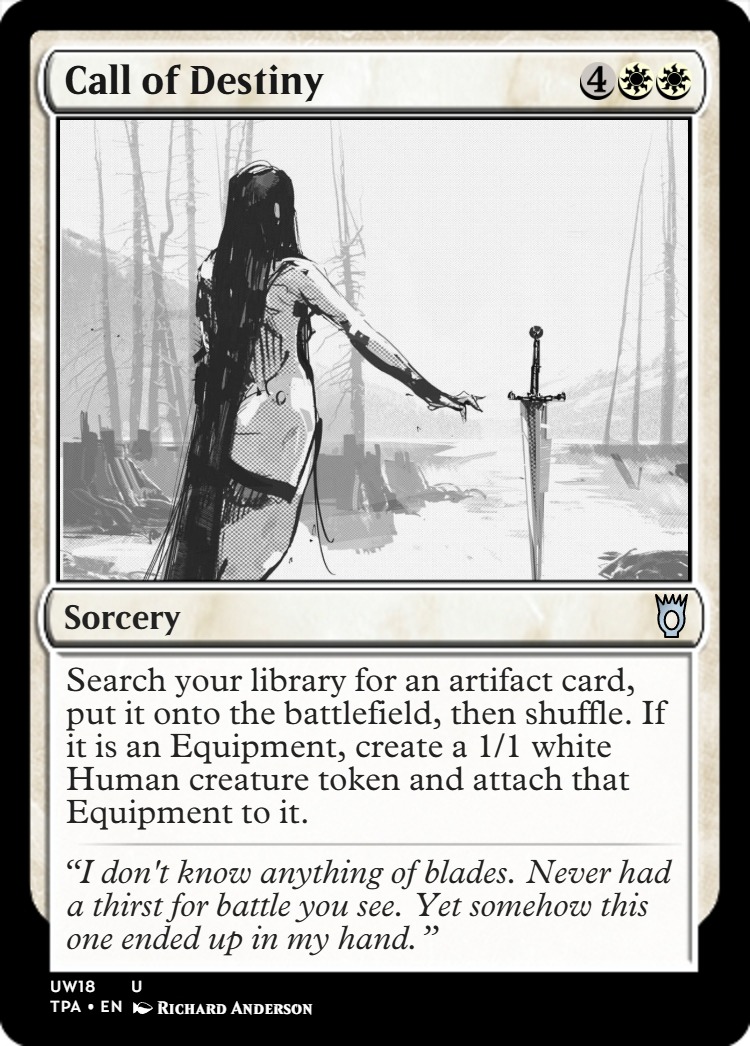 Call of Destiny 4
Sorcery
Search your library for an artifact card,
put it onto the battlefield, then shuffle. If
it is an Equipment, create a 1/1 white
Human creature token and attach that
Equipment to it.
“I don't know anything of blades. Never had
a thirst for battle you see. Yet somehow this
one ended up in my hand.”
UW18 U
TPA • EN RICHARD ANDERSON